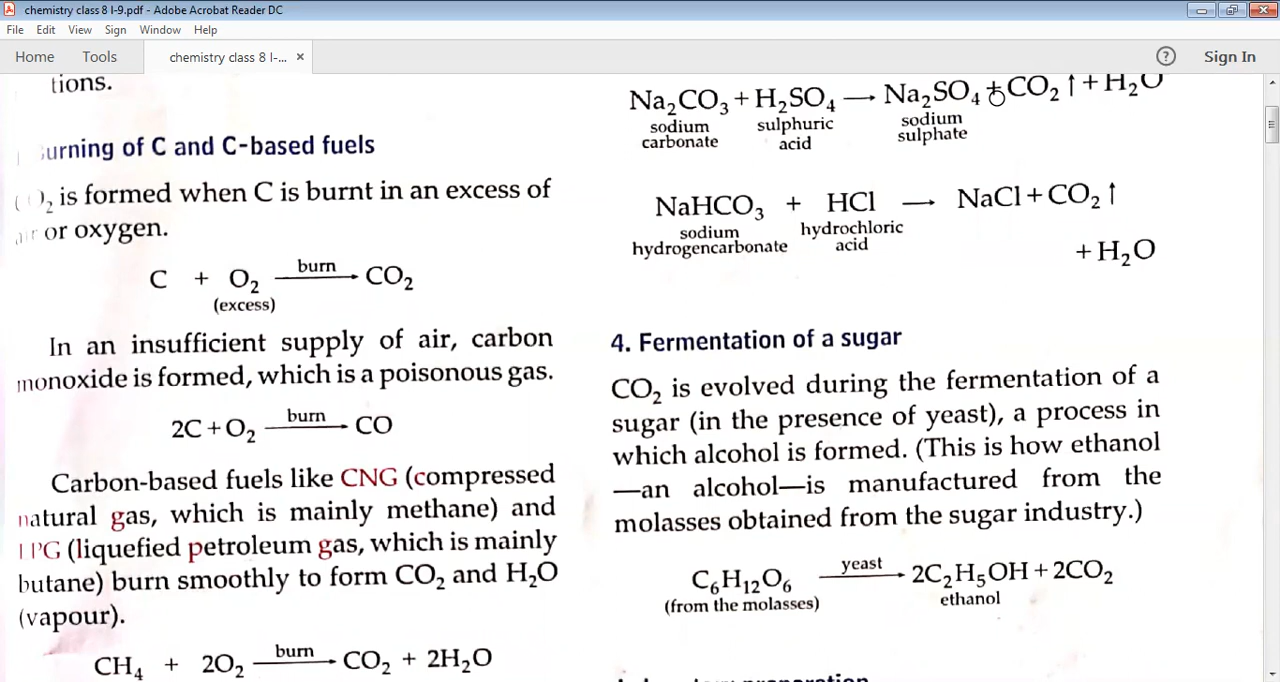 chemistry class 8 l-9.pdf - Adobe Acrobat Reader DC
File Edit View Sign Window Help
Home Tools chemistry class 8 l-... × ? Sign In
tions.
urning of C and C-based fuels
O₂ is formed when C is burnt in an excess of
air or oxygen.
C + O₂ burn CO₂
(excess)
In an insufficient supply of air, carbon
monoxide is formed, which is a poisonous gas.
2C + O₂ burn CO
Carbon-based fuels like CNG (compressed
natural gas, which is mainly methane) and
LPG (liquefied petroleum gas, which is mainly
butane) burn smoothly to form CO₂ and H₂O
(vapour).
CH₄ + 2O₂ burn CO₂ + 2H₂O
Na₂CO₃ + H₂SO₄ → Na₂SO₄ + CO₂ ↑ + H₂O
sodium sulphuric sodium
carbonate acid sulphate
NaHCO₃ + HCl → NaCl + CO₂ ↑
sodium hydrochloric
hydrogencarbonate acid
+ H₂O
4. Fermentation of a sugar
CO₂ is evolved during the fermentation of a
sugar (in the presence of yeast), a process in
which alcohol is formed. (This is how ethanol
—an alcohol—is manufactured from the
molasses obtained from the sugar industry.)
C₆H₁₂O₆ yeast 2C₂H₅OH + 2CO₂
(from the molasses) ethanol